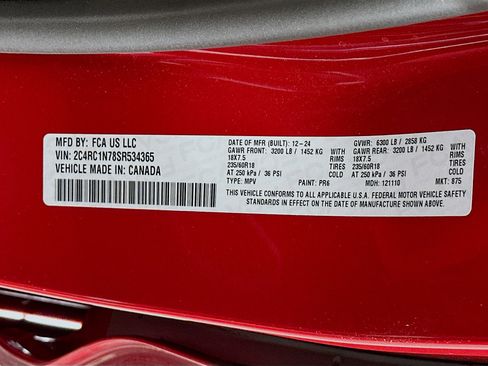 MFD BY: FCA US LLC
VIN: 2C4RC1N78SR534365
VEHICLE MADE IN: CANADA
DATE OF MFR (BUILT): 12-24 GVWR: 6300 LB / 2858 KG
GAWR FRONT: 3200 LB / 1452 KG WITH GAWR REAR: 3200 LB / 1452 KG WITH
18X7.5 RIMS 18X7.5 RIMS
235/60R18 TIRES 235/60R18 TIRES
AT 250 kPa / 36 PSI COLD AT 250 kPa / 36 PSI COLD
TYPE: MPV PAINT: PR6 MDH: 121110 MKT: 875
THIS VEHICLE CONFORMS TO ALL APPLICABLE U.S.A. FEDERAL MOTOR VEHICLE SAFETY
STANDARDS IN EFFECT ON THE DATE OF MANUFACTURE SHOWN ABOVE